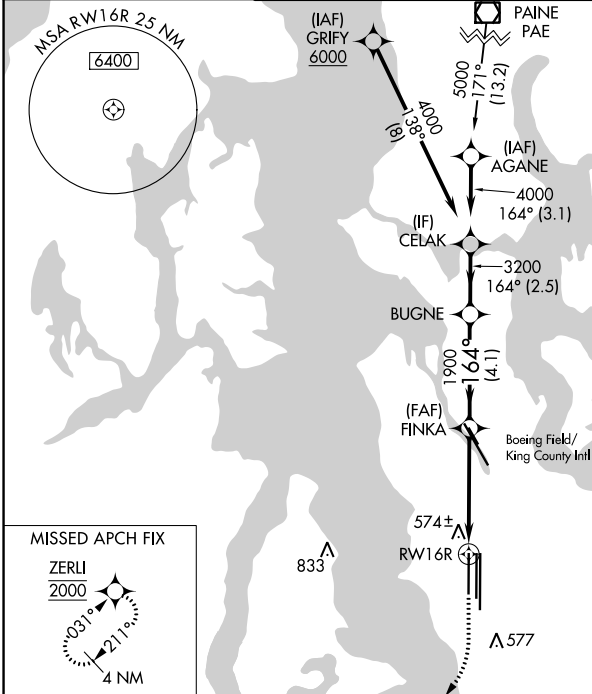 MSA RW16R 25 NM
6400
(IAF)
GRIFY
6000
PAINE
PAE
5000
171°
(13.2)
4000
138°
(8)
(IAF)
AGANE
4000
164° (3.1)
(IF)
CELAK
3200
164° (2.5)
BUGNE
1900
164°
(4.1)
(FAF)
FINKA
Boeing Field/
King County Intl
574±
RW16R
833
577
MISSED APCH FIX
ZERLI
2000
031°
211°
4 NM